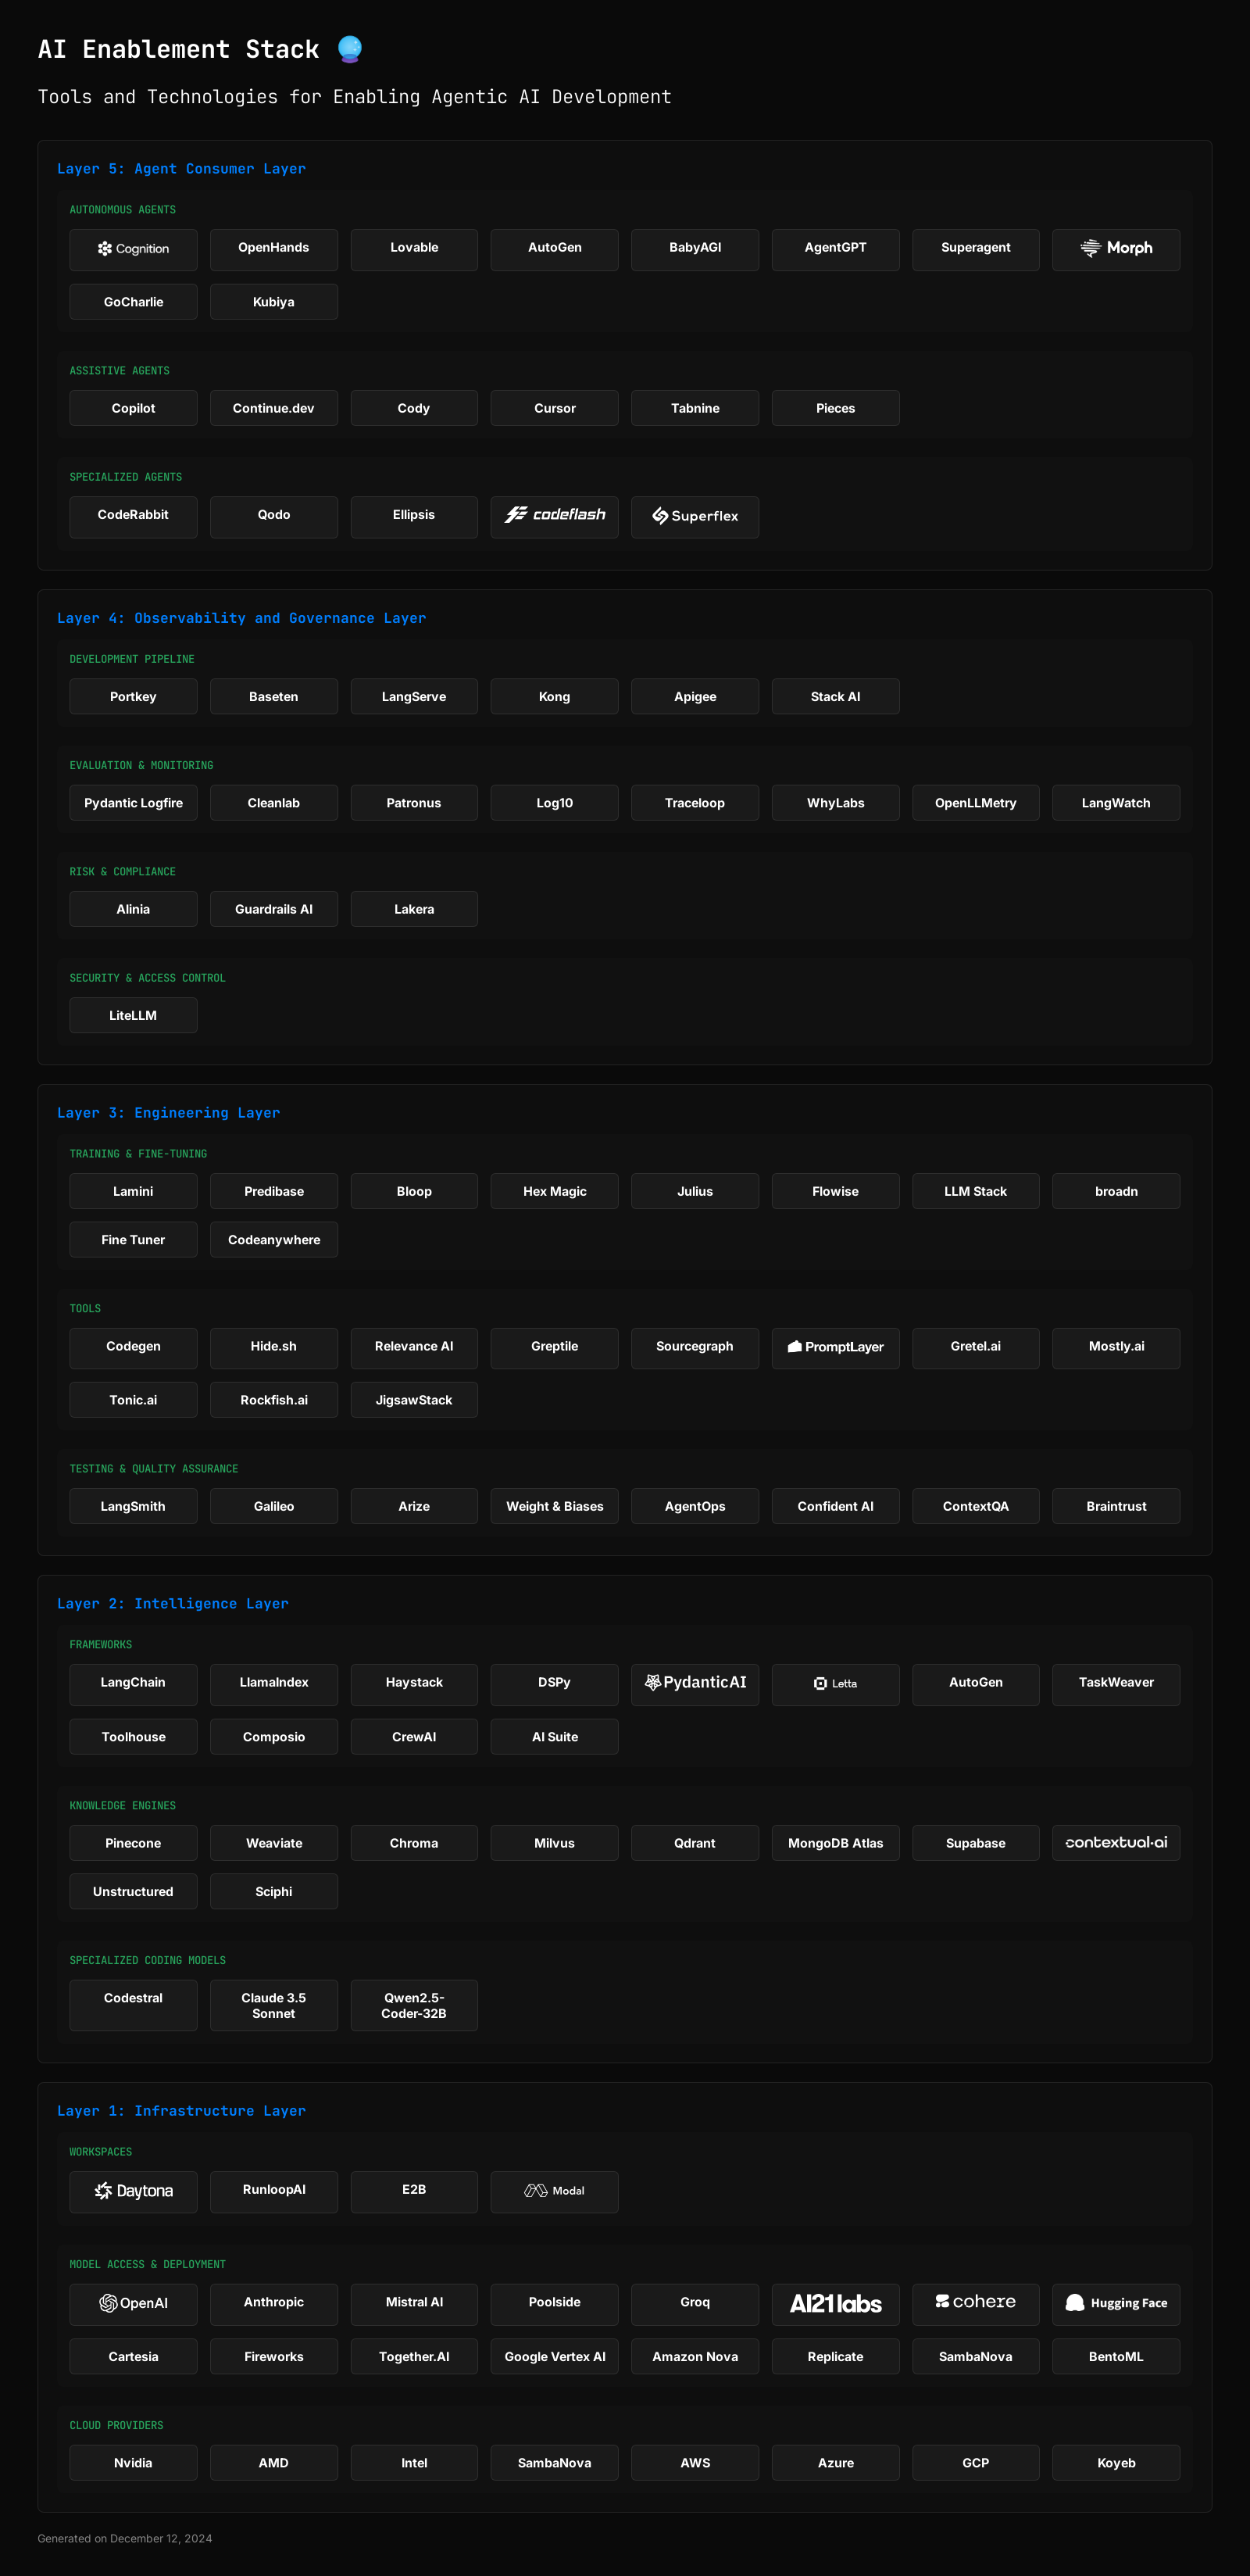 AI Enablement Stack
Tools and Technologies for Enabling Agentic AI Development
Layer 5: Agent Consumer Layer
AUTONOMOUS AGENTS
Cognition OpenHands Lovable AutoGen BabyAGI AgentGPT Superagent Morph
GoCharlie Kubiya
ASSISTIVE AGENTS
Copilot Continue.dev Cody Cursor Tabnine Pieces
SPECIALIZED AGENTS
CodeRabbit Qodo Ellipsis codeflash Superflex
Layer 4: Observability and Governance Layer
DEVELOPMENT PIPELINE
Portkey Baseten LangServe Kong Apigee Stack AI
EVALUATION & MONITORING
Pydantic Logfire Cleanlab Patronus Log10 Traceloop WhyLabs OpenLLMetry LangWatch
RISK & COMPLIANCE
Alinia Guardrails AI Lakera
SECURITY & ACCESS CONTROL
LiteLLM
Layer 3: Engineering Layer
TRAINING & FINE-TUNING
Lamini Predibase Bloop Hex Magic Julius Flowise LLM Stack broadn
Fine Tuner Codeanywhere
TOOLS
Codegen Hide.sh Relevance AI Greptile Sourcegraph PromptLayer Gretel.ai Mostly.ai
Tonic.ai Rockfish.ai JigsawStack
TESTING & QUALITY ASSURANCE
LangSmith Galileo Arize Weight & Biases AgentOps Confident AI ContextQA Braintrust
Layer 2: Intelligence Layer
FRAMEWORKS
LangChain LlamaIndex Haystack DSPy PydanticAI Letta AutoGen TaskWeaver
Toolhouse Composio CrewAI AI Suite
KNOWLEDGE ENGINES
Pinecone Weaviate Chroma Milvus Qdrant MongoDB Atlas Supabase contextual·ai
Unstructured Sciphi
SPECIALIZED CODING MODELS
Codestral Claude 3.5 Qwen2.5-
Sonnet Coder-32B
Layer 1: Infrastructure Layer
WORKSPACES
Daytona RunloopAI E2B Modal
MODEL ACCESS & DEPLOYMENT
OpenAI Anthropic Mistral AI Poolside Groq AI21labs cohere Hugging Face
Cartesia Fireworks Together.AI Google Vertex AI Amazon Nova Replicate SambaNova BentoML
CLOUD PROVIDERS
Nvidia AMD Intel SambaNova AWS Azure GCP Koyeb
Generated on December 12, 2024